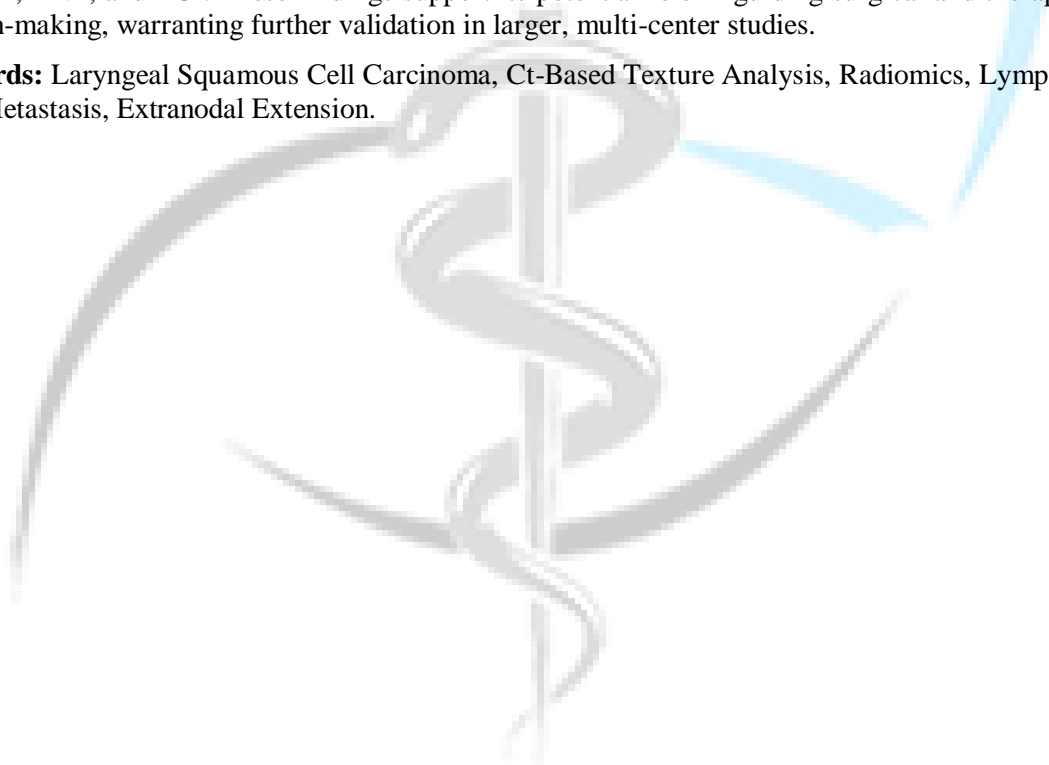 n-making, warranting further validation in larger, multi-center studies.
rds: Laryngeal Squamous Cell Carcinoma, Ct-Based Texture Analysis, Radiomics, Lymp
Metastasis, Extranodal Extension.